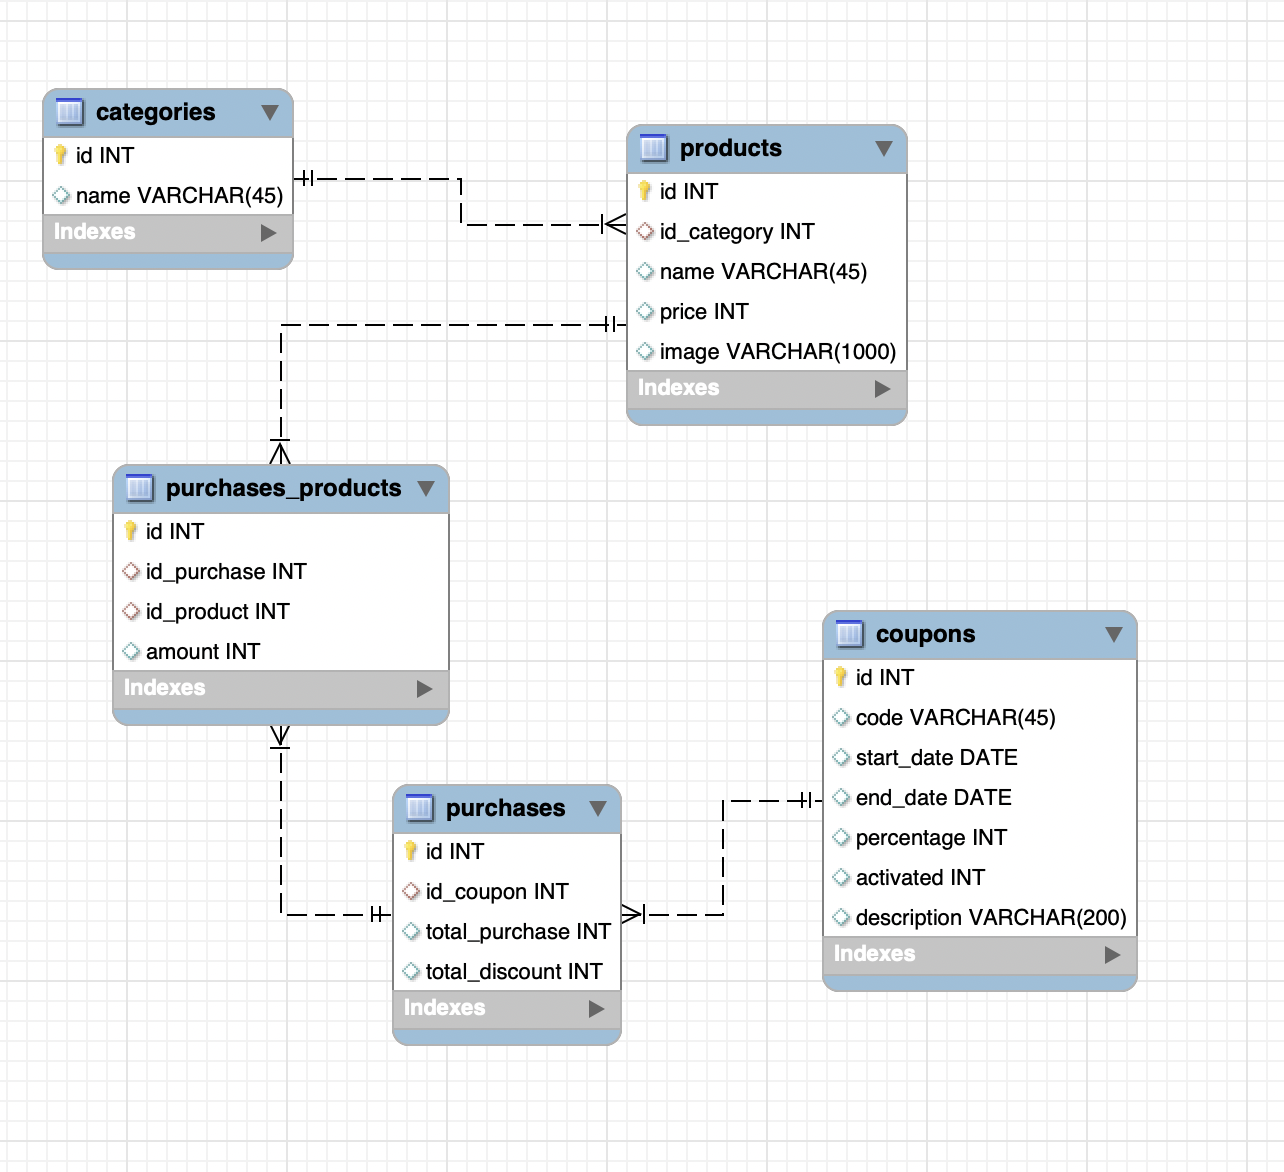 categories
id INT
name VARCHAR(45)
Indexes
products
id INT
id_category INT
name VARCHAR(45)
price INT
image VARCHAR(1000)
Indexes
purchases_products
id INT
id_purchase INT
id_product INT
amount INT
Indexes
coupons
id INT
code VARCHAR(45)
start_date DATE
end_date DATE
percentage INT
activated INT
description VARCHAR(200)
Indexes
purchases
id INT
id_coupon INT
total_purchase INT
total_discount INT
Indexes